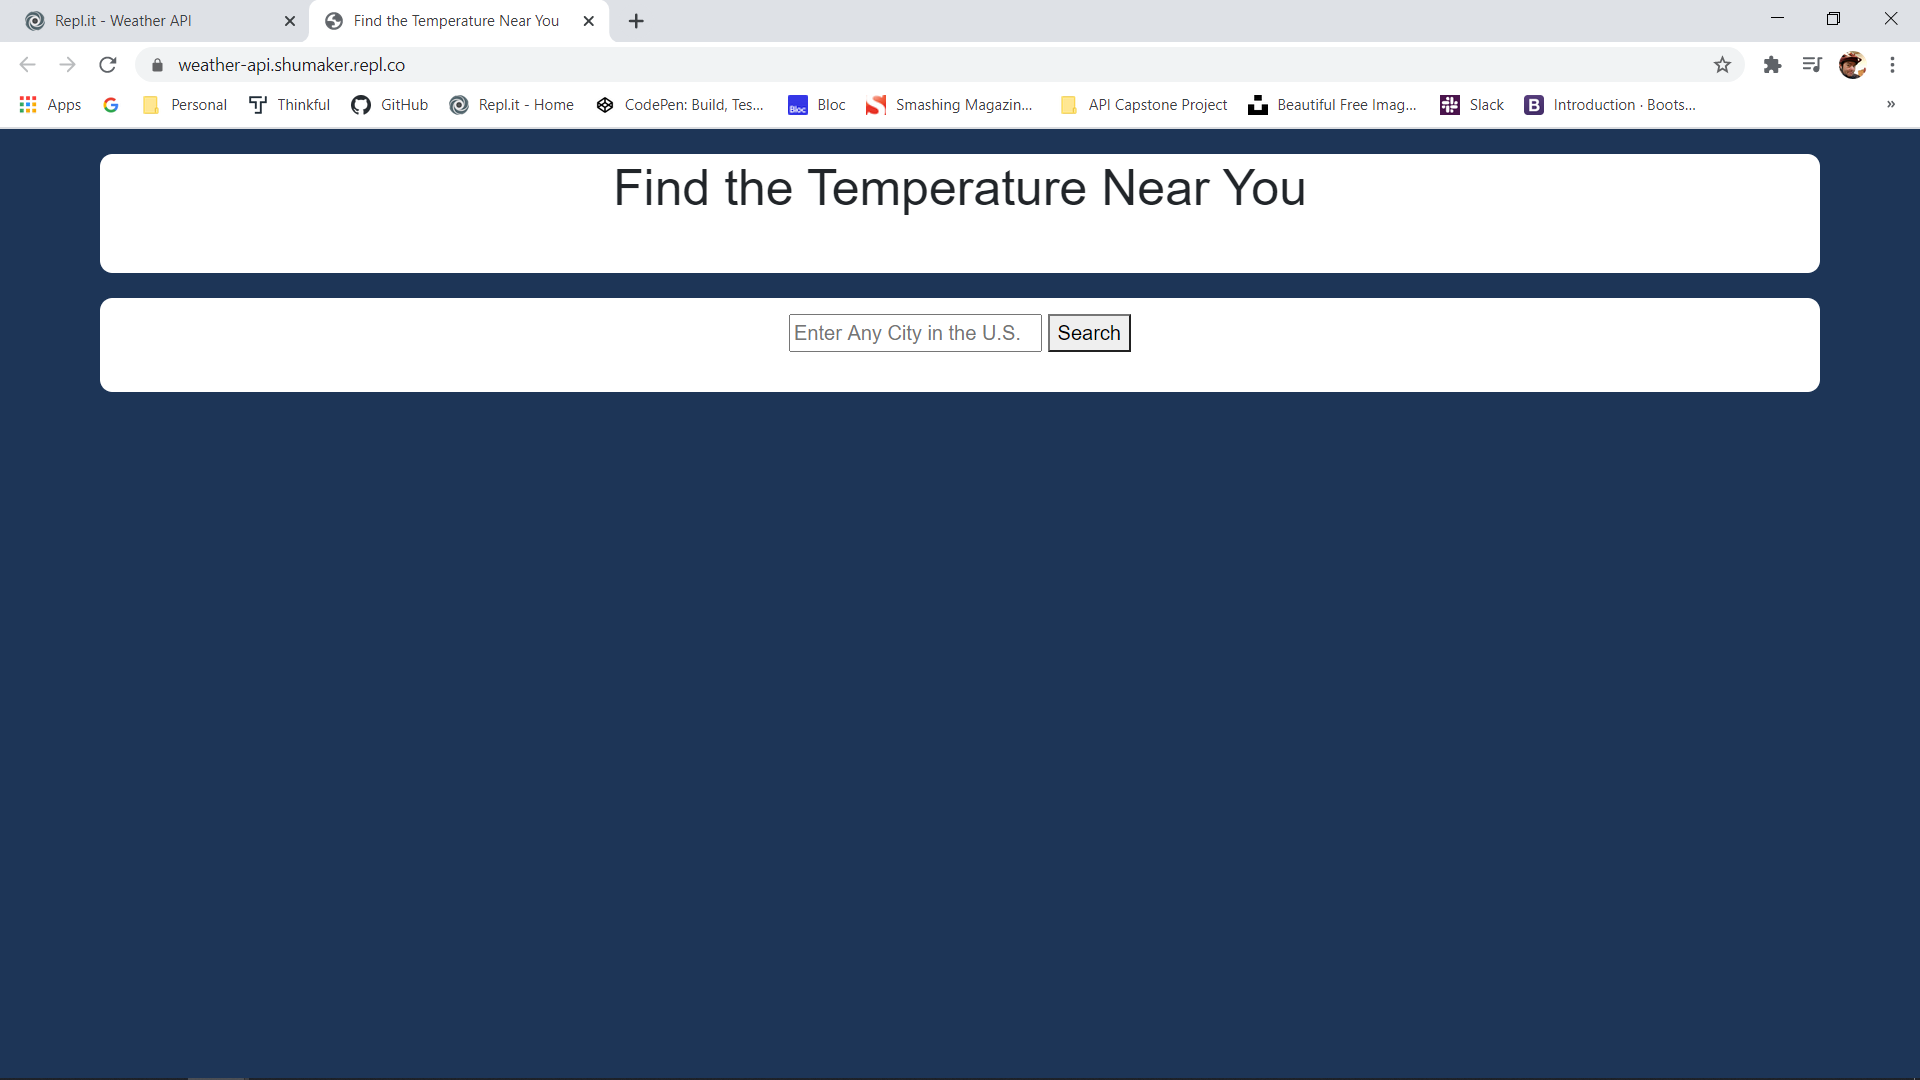 Repl.it - Weather API
Find the Temperature Near You
weather-api.shumaker.repl.co
Apps Personal Thinkful GitHub Repl.it - Home CodePen: Build, Tes... Bloc Bloc Smashing Magazin... API Capstone Project Beautiful Free Imag... Slack B Introduction · Boots... »
Find the Temperature Near You
Enter Any City in the U.S. Search